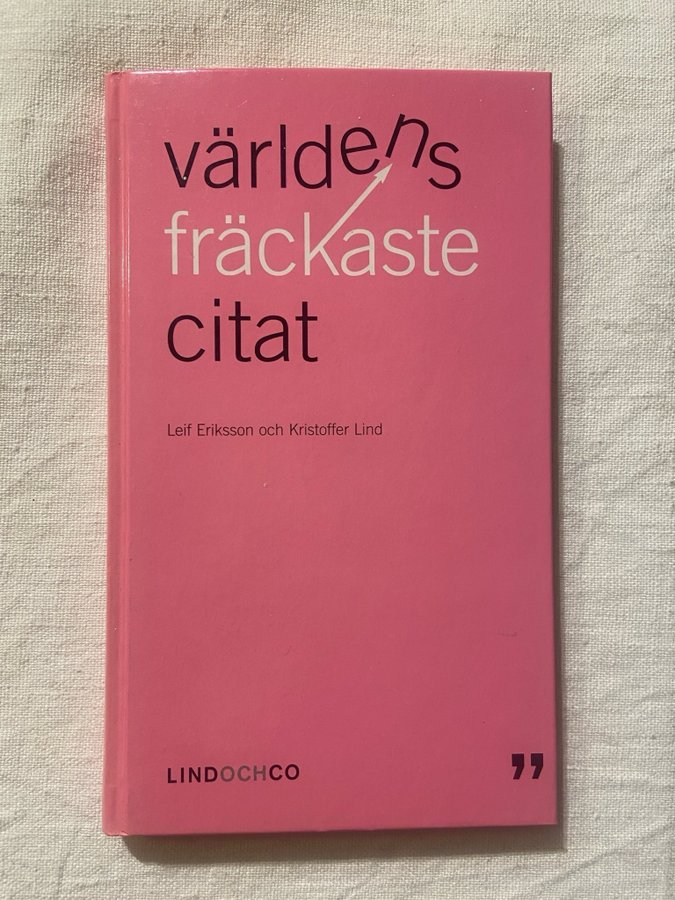 världens
fräckaste
citat
Leif Eriksson och Kristoffer Lind
LINDOCHCO
”